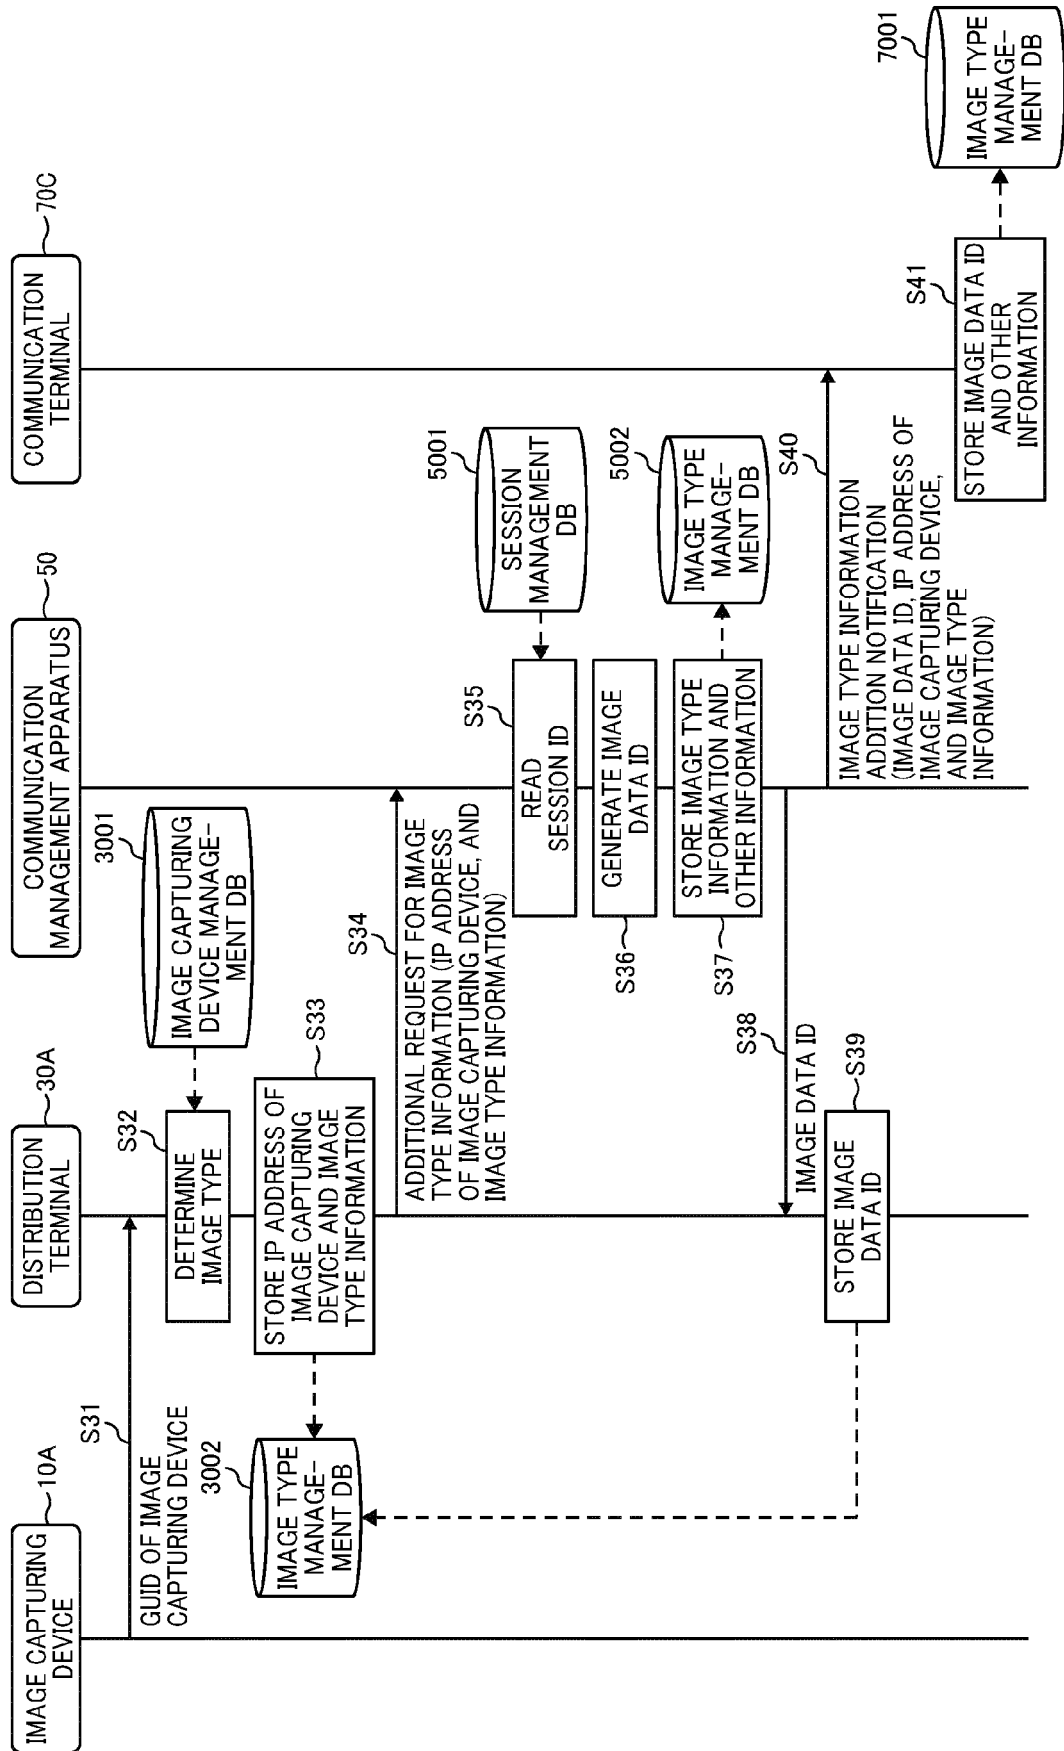 IMAGE CAPTURING
DEVICE
10A
DISTRIBUTION
TERMINAL
30A
COMMUNICATION
MANAGEMENT APPARATUS
50
COMMUNICATION
TERMINAL
70C
S31
GUID OF IMAGE
CAPTURING DEVICE
S32
DETERMINE
IMAGE TYPE
3001
IMAGE CAPTURING
DEVICE MANAGE-
MENT DB
S33
STORE IP ADDRESS OF
IMAGE CAPTURING
DEVICE AND IMAGE
TYPE INFORMATION
3002
IMAGE TYPE
MANAGE-
MENT DB
S34
ADDITIONAL REQUEST FOR IMAGE
TYPE INFORMATION (IP ADDRESS
OF IMAGE CAPTURING DEVICE, AND
IMAGE TYPE INFORMATION)
S35
READ
SESSION ID
5001
SESSION
MANAGEMENT
DB
S36
GENERATE IMAGE
DATA ID
S37
STORE IMAGE TYPE
INFORMATION AND
OTHER INFORMATION
5002
IMAGE TYPE
MANAGE-
MENT DB
S38
IMAGE DATA ID
S39
STORE IMAGE
DATA ID
S40
IMAGE TYPE INFORMATION
ADDITION NOTIFICATION
(IMAGE DATA ID, IP ADDRESS OF
IMAGE CAPTURING DEVICE,
AND IMAGE TYPE
INFORMATION)
S41
STORE IMAGE DATA ID
AND OTHER
INFORMATION
7001
IMAGE TYPE
MANAGE-
MENT DB